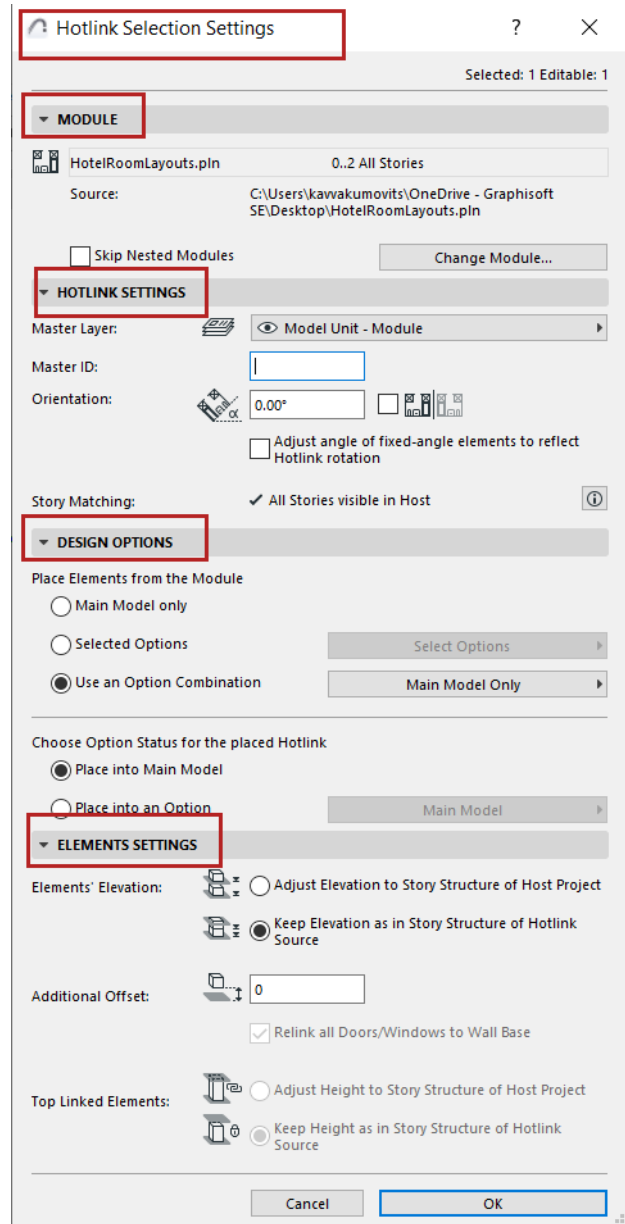 Hotlink Selection Settings ? ×
Selected: 1 Editable: 1
MODULE
HotelRoomLayouts.pln 0..2 All Stories
Source: C:\Users\kavvakumovits\OneDrive - Graphisoft
SE\Desktop\HotelRoomLayouts.pln
Skip Nested Modules Change Module...
HOTLINK SETTINGS
Master Layer: Model Unit - Module
Master ID:
Orientation: α 0.00°
Adjust angle of fixed-angle elements to reflect
Hotlink rotation
Story Matching: ✓ All Stories visible in Host
DESIGN OPTIONS
Place Elements from the Module
Main Model only
Selected Options Select Options
Use an Option Combination Main Model Only
Choose Option Status for the placed Hotlink
Place into Main Model
Place into an Option Main Model
ELEMENTS SETTINGS
Elements' Elevation: Adjust Elevation to Story Structure of Host Project
Keep Elevation as in Story Structure of Hotlink
Source
Additional Offset: 0
Relink all Doors/Windows to Wall Base
Top Linked Elements: Adjust Height to Story Structure of Host Project
Keep Height as in Story Structure of Hotlink
Source
Cancel OK